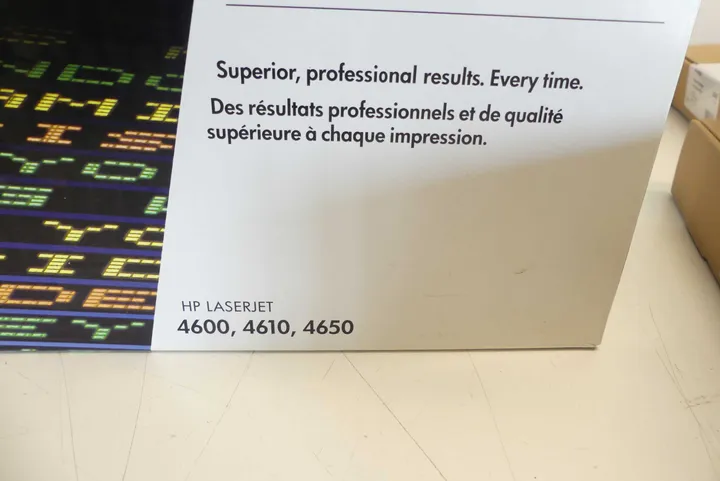 Superior, professional results. Every time.
Des résultats professionnels et de qualité
supérieure à chaque impression.
HP LASERJET
4600, 4610, 4650